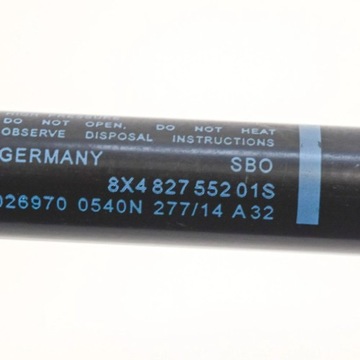 DO NOT OPEN, DO NOT HEAT
OBSERVE DISPOSAL INSTRUCTIONS
GERMANY SBO
8X4 827 552 01S
026970 0540N 277/14 A32